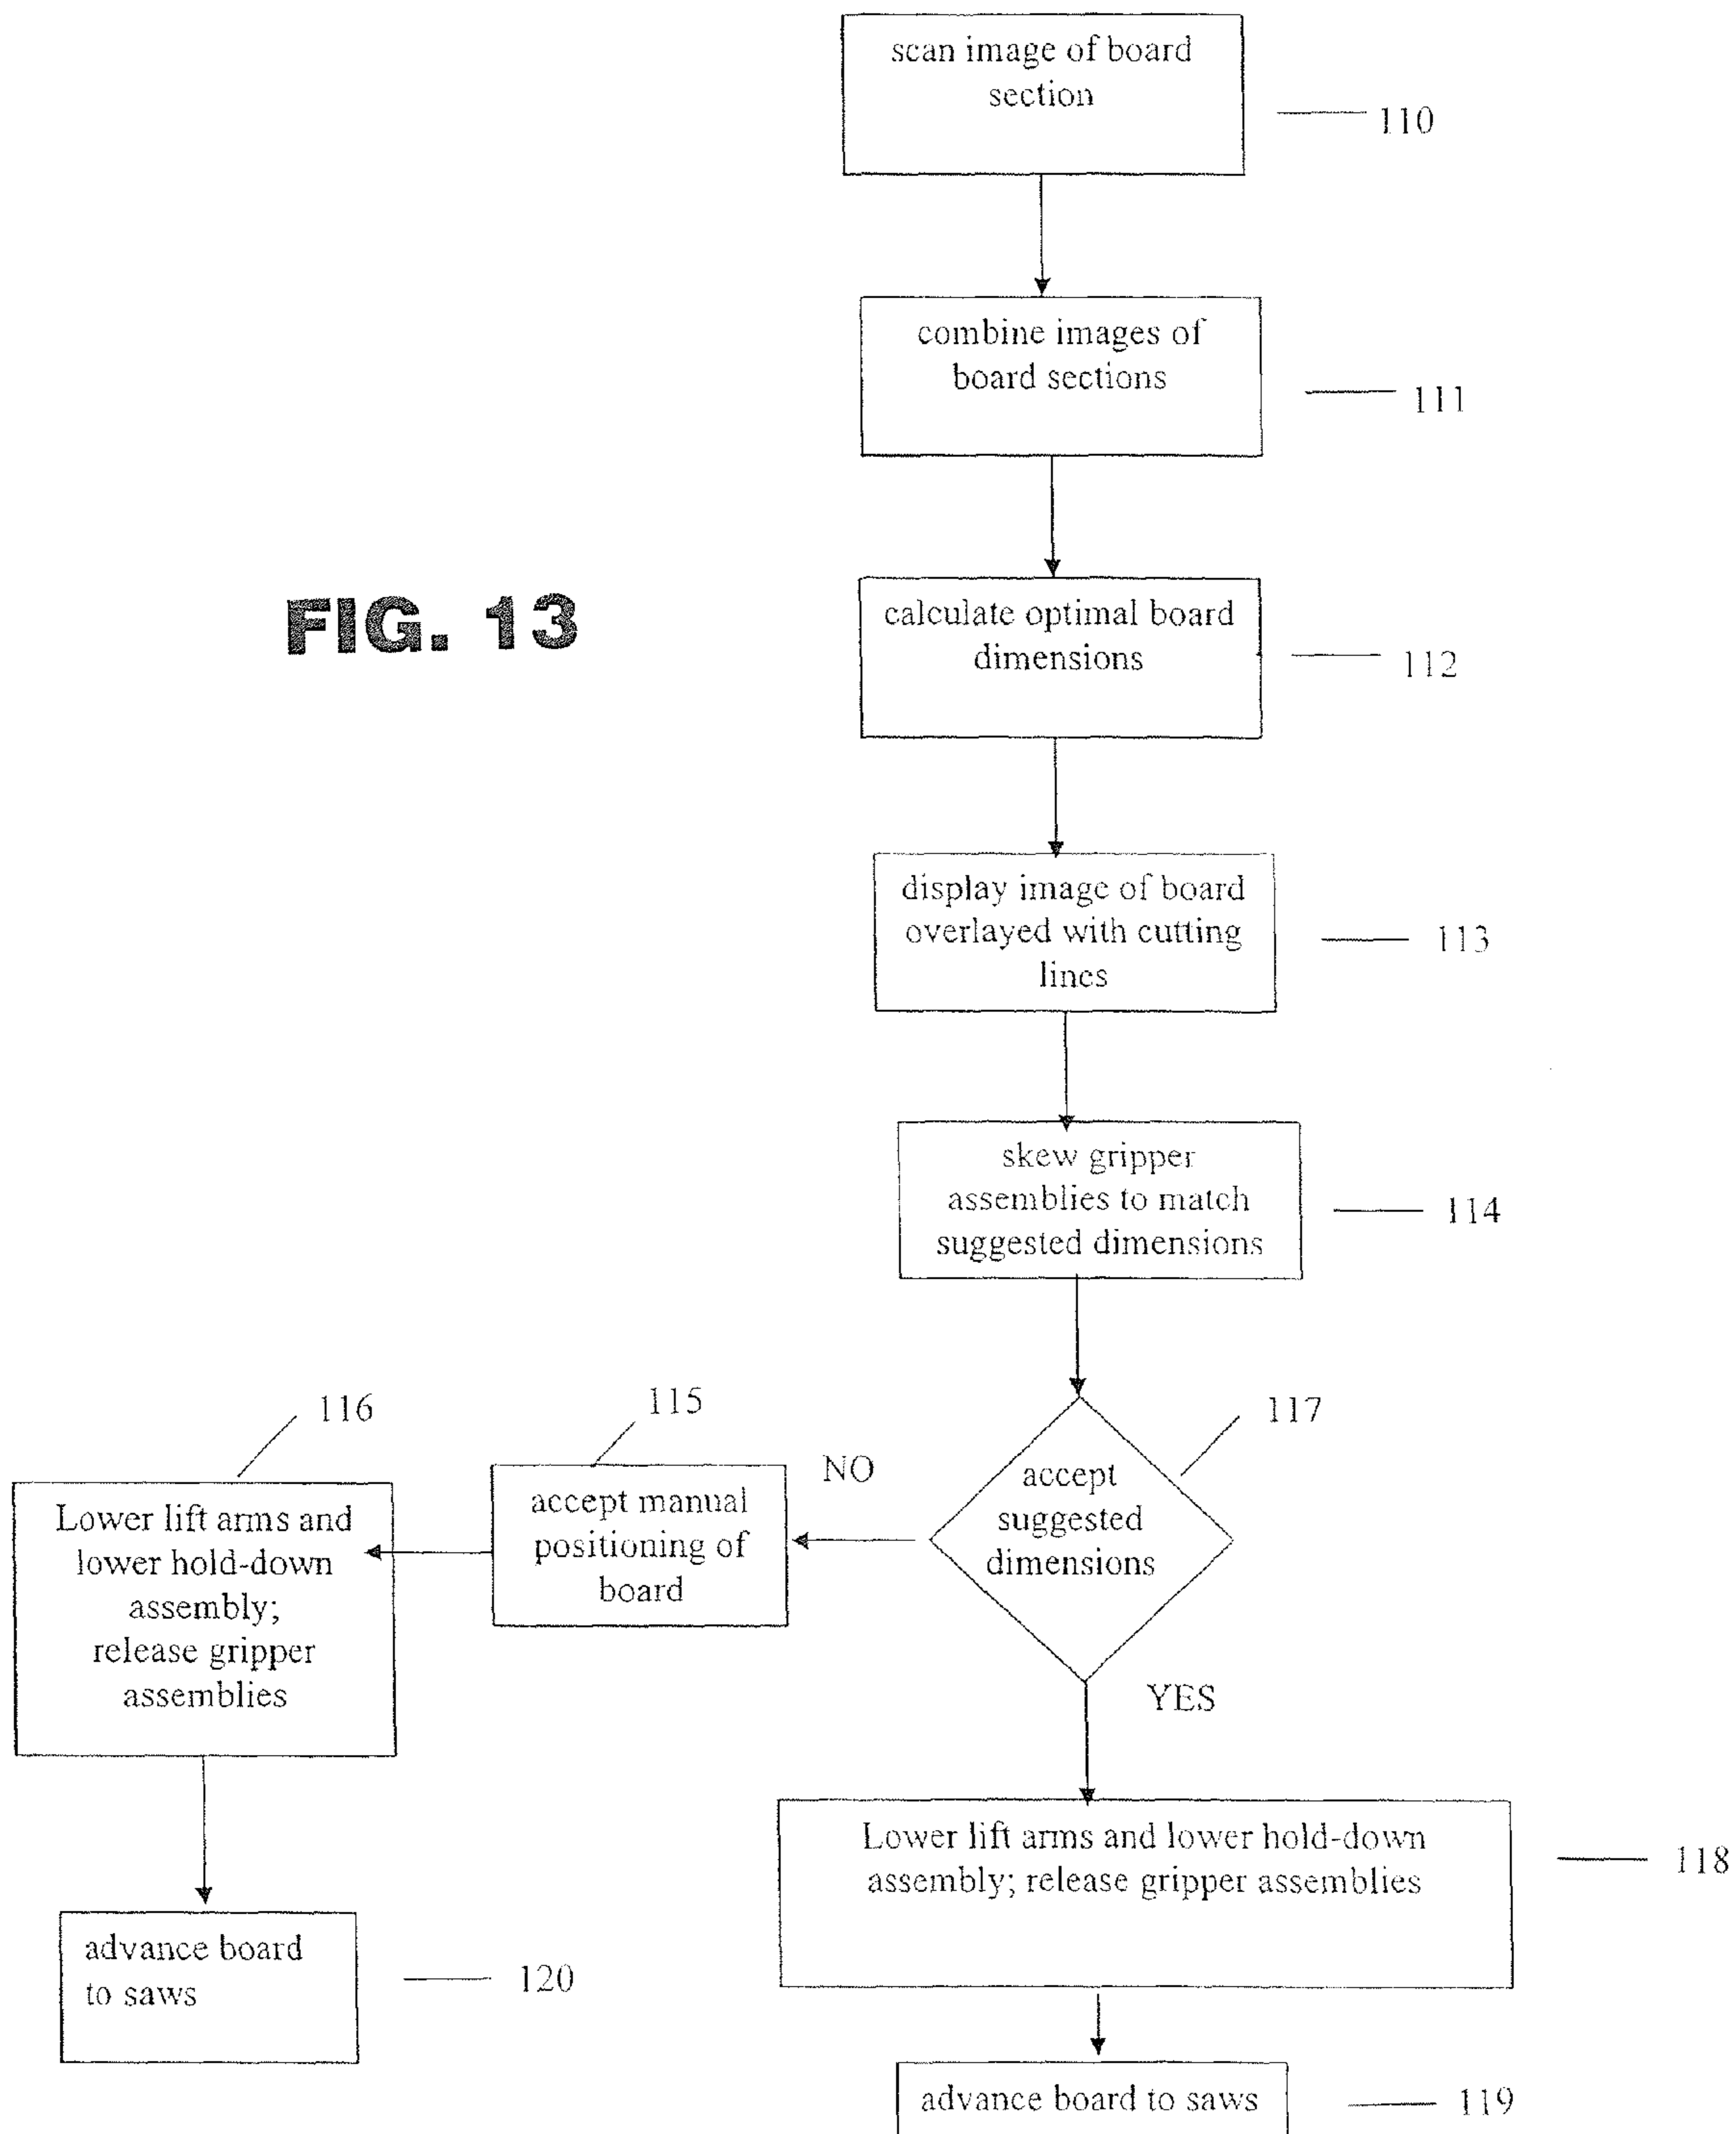 scan image of board
section
110
combine images of
board sections
111
FIG. 13
calculate optimal board
dimensions
112
display image of board
overlayed with cutting
lines
113
skew gripper
assemblies to match
suggested dimensions
114
116
115
117
NO
accept
suggested
dimensions
accept manual
positioning of
board
Lower lift arms and
lower hold-down
assembly;
release gripper
assemblies
YES
Lower lift arms and lower hold-down
assembly; release gripper assemblies
118
advance board
to saws
120
advance board to saws
119